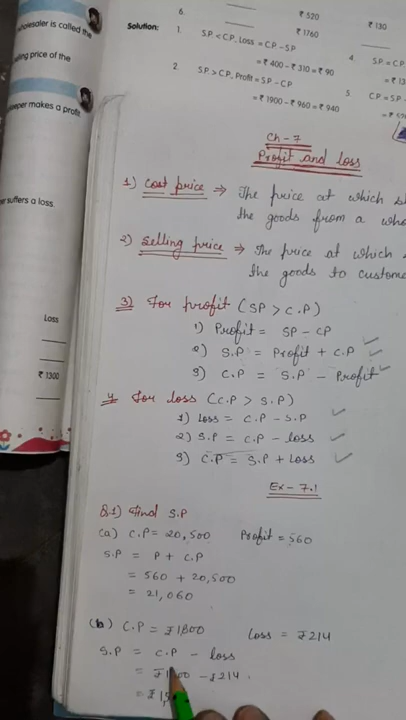 wholesaler is called the
price of the
makes a profit.
suffers a loss.
Loss
₹ 1300
6.
₹ 520
₹ 130
₹ 1760
Solution: 1. S.P.< C.P., Loss = C.P – S.P
= ₹ 400 – ₹ 310 = ₹ 90
2. S.P > C.P., Profit = S.P – C.P
= ₹ 1900 – ₹ 960 = ₹ 940
4 S.P. = C.P.
5 C.P. = S.P.
Ch - 7
Profit and loss
1) Cost price ⇒ The price at which
the goods from a
2) Selling price ⇒ The price at which
the goods to
3) For profit (SP > C.P)
1) Profit = SP - CP
2) S.P = Profit + C.P
3) C.P = S.P - Profit
4 For loss (C.P > S.P)
1) Loss = C.P - S.P
2) S.P = C.P - loss
3) C.P = S.P + Loss
Ex - 7.1
Q.1) Find S.P
(a) C.P = 20,500 Profit = 560
S.P = P + C.P
= 560 + 20,500
= 21,060
(b) C.P = ₹1800 Loss = ₹214
S.P = C.P - loss
- ₹214.